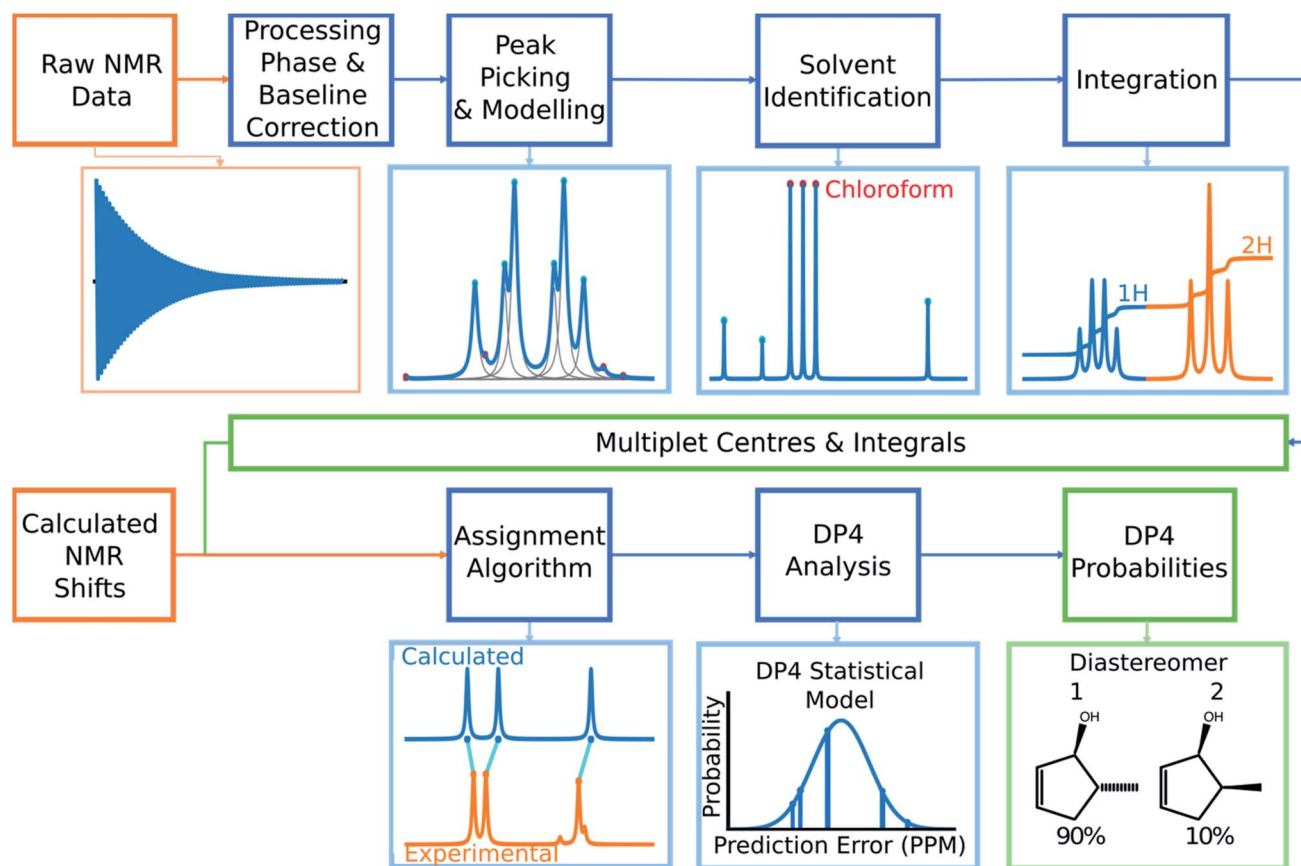 Raw NMR
Data
Processing
Phase &
Baseline
Correction
Peak
Picking
& Modelling
Solvent
Identification
Integration
Chloroform
1H
2H
Multiplet Centres & Integrals
Calculated
NMR
Shifts
Assignment
Algorithm
DP4
Analysis
DP4
Probabilities
Calculated
Experimental
DP4 Statistical
Model
Probability
Prediction Error (PPM)
Diastereomer
1 2
OH OH
90% 10%